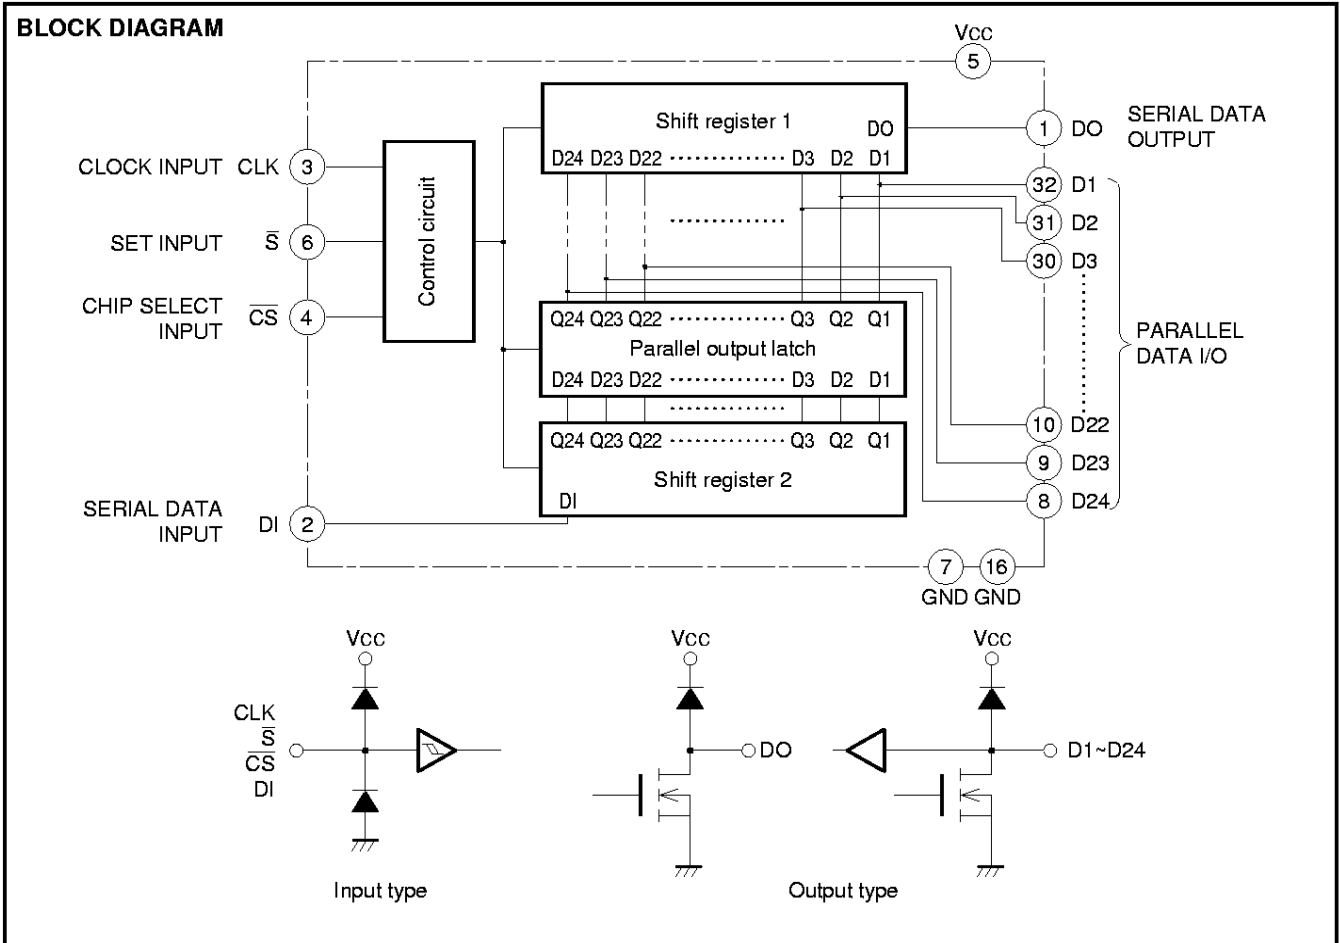 BLOCK DIAGRAM
VCC
5
Shift register 1
DO
1 DO
SERIAL DATA
OUTPUT
D24 D23 D22 ............... D3 D2 D1
CLOCK INPUT CLK 3
SET INPUT S̅ 6
CHIP SELECT
INPUT
C̅S̅ 4
Control circuit
...............
32 D1
31 D2
30 D3
PARALLEL
DATA I/O
Q24 Q23 Q22 ............... Q3 Q2 Q1
Parallel output latch
D24 D23 D22 ............... D3 D2 D1
...............
Q24 Q23 Q22 ............... Q3 Q2 Q1
Shift register 2
DI
10 D22
9 D23
8 D24
SERIAL DATA
INPUT
DI 2
7 16
GND GND
VCC
CLK
S̅
C̅S̅
DI
Input type
VCC
DO
VCC
D1~D24
Output type